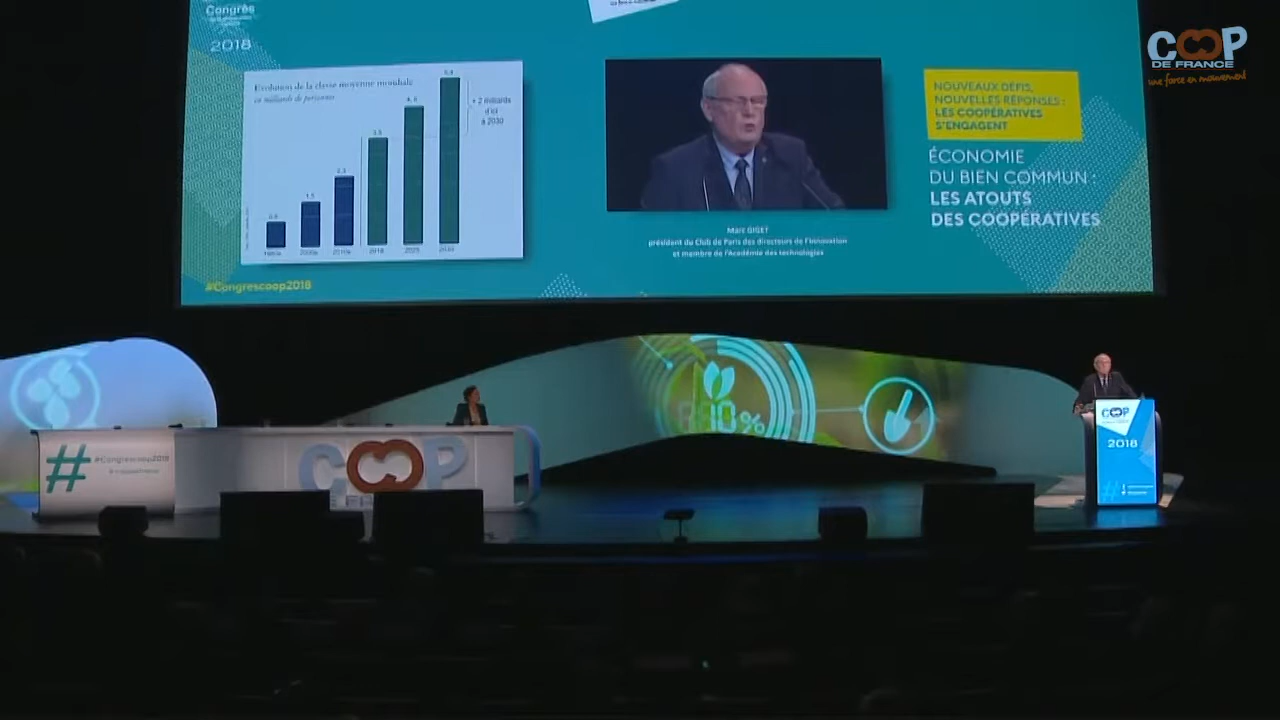 Congrès
2018
Evolution de la classe moyenne mondiale
en milliards de personnes
+ 2 milliards
d'ici
à 2030
#Congrescoop2018
Marc GIGET
président du Club de Paris des directeurs de l'Innovation
et membre de l'Académie des technologies
NOUVEAUX DÉFIS,
NOUVELLES RÉPONSES :
LES COOPÉRATIVES
S'ENGAGENT
ÉCONOMIE
DU BIEN COMMUN :
LES ATOUTS
DES COOPÉRATIVES
COOP
DE FRANCE
une force en mouvement
#
#Congrescoop2018
COOP
%
COOP
2018
#